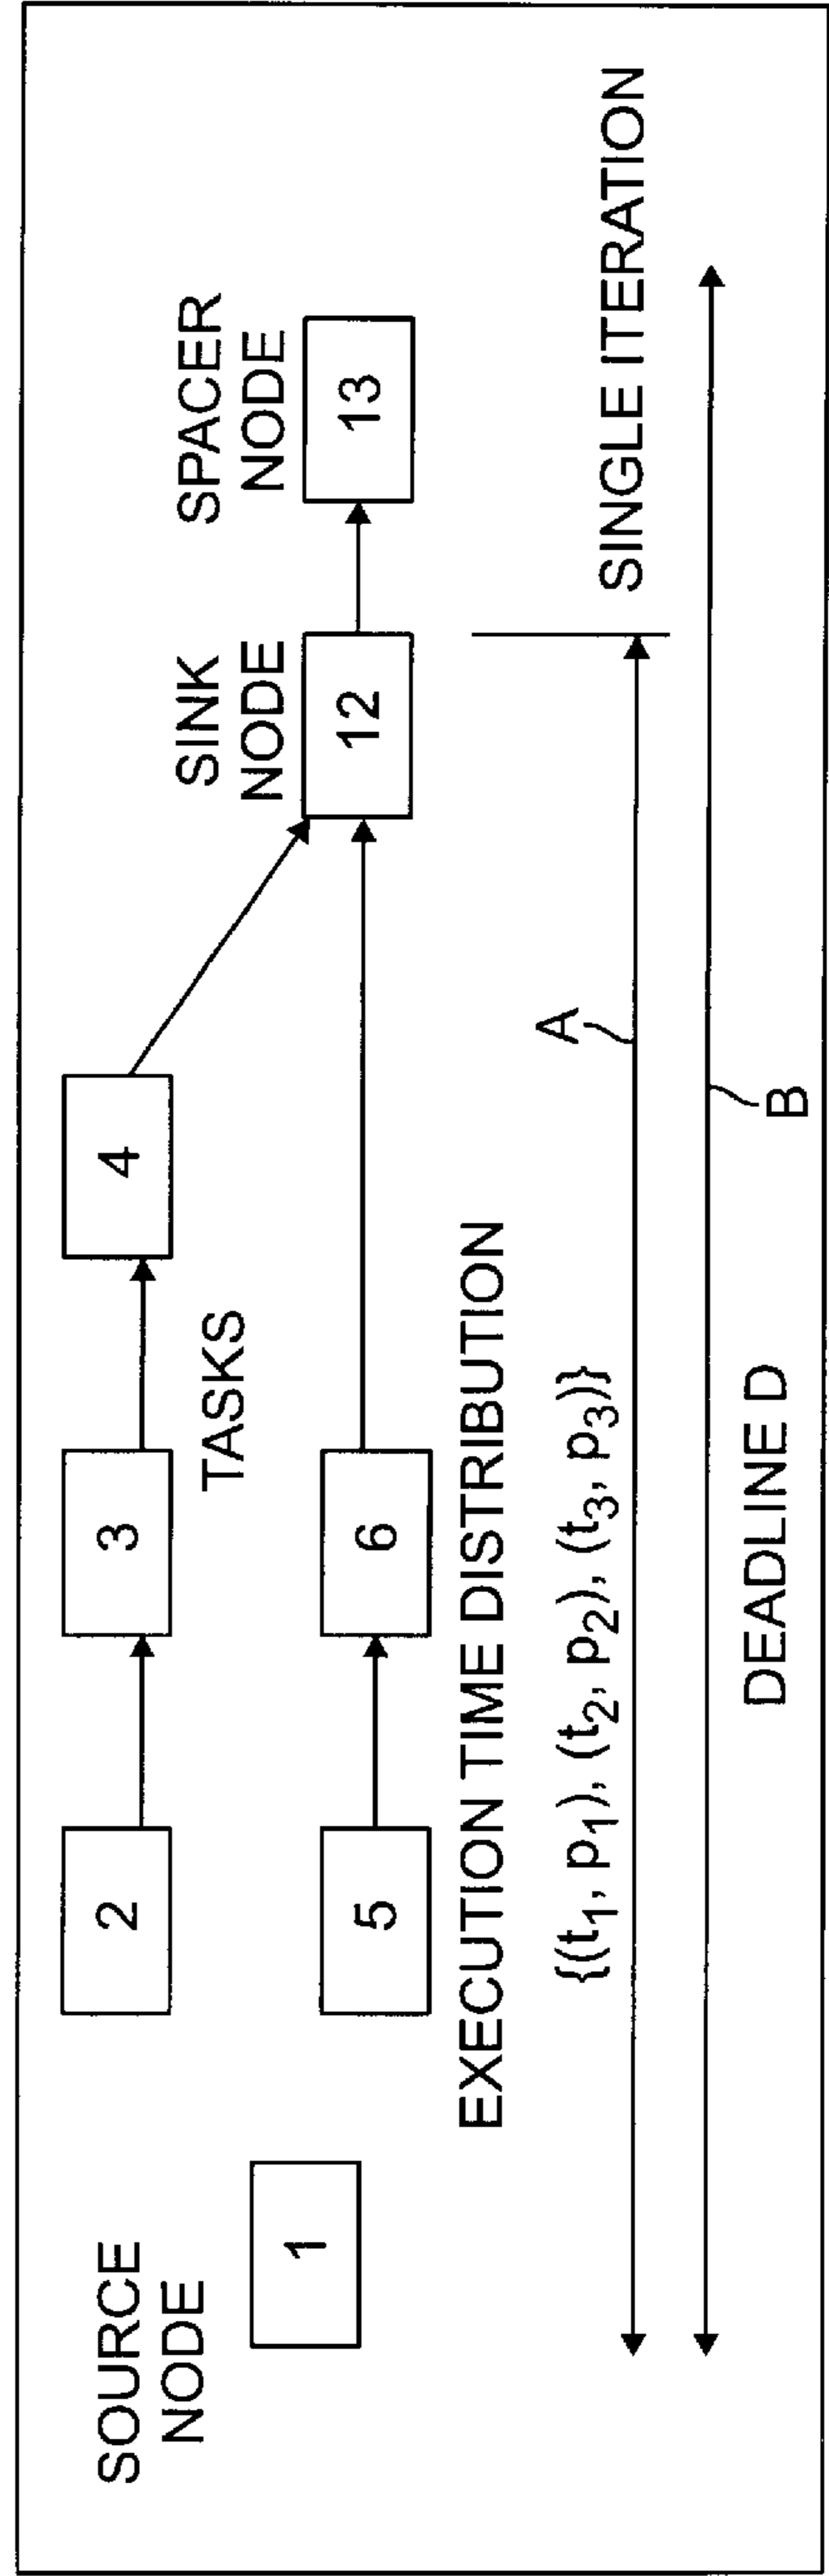 SOURCE
NODE
1
2
3
4
TASKS
5
6
SINK
NODE
12
SPACER
NODE
13
EXECUTION TIME DISTRIBUTION
{(t₁, p₁), (t₂, p₂), (t₃, p₃)}
A
SINGLE ITERATION
B
DEADLINE D